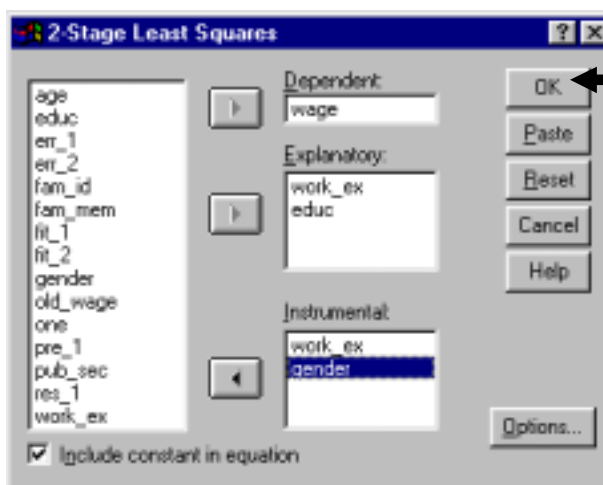 2-Stage Least Squares
age
educ
err_1
err_2
fam_id
fam_mem
fit_1
fit_2
gender
old_wage
one
pre_1
pub_sec
res_1
work_ex
Dependent:
wage
Explanatory:
work_ex
educ
Instrumental:
work_ex
gender
Include constant in equation
OK
Paste
Reset
Cancel
Help
Options...